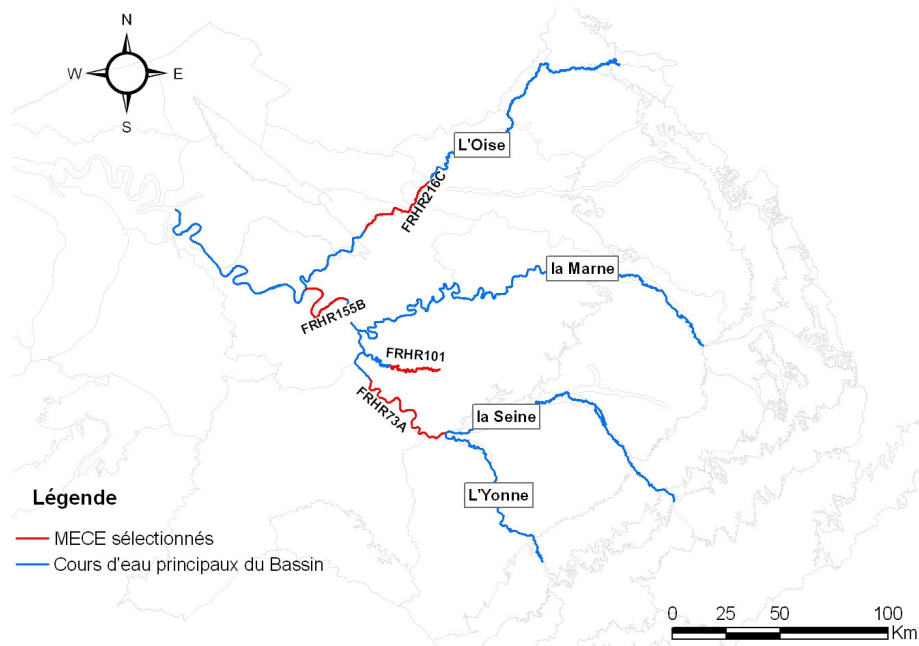 N
W E
S
L'Oise
FRHR216C
la Marne
FRHR155B
FRHR101
FRHR73A
la Seine
L'Yonne
Légende
MECE sélectionnés
Cours d'eau principaux du Bassin
0 25 50 100
Km